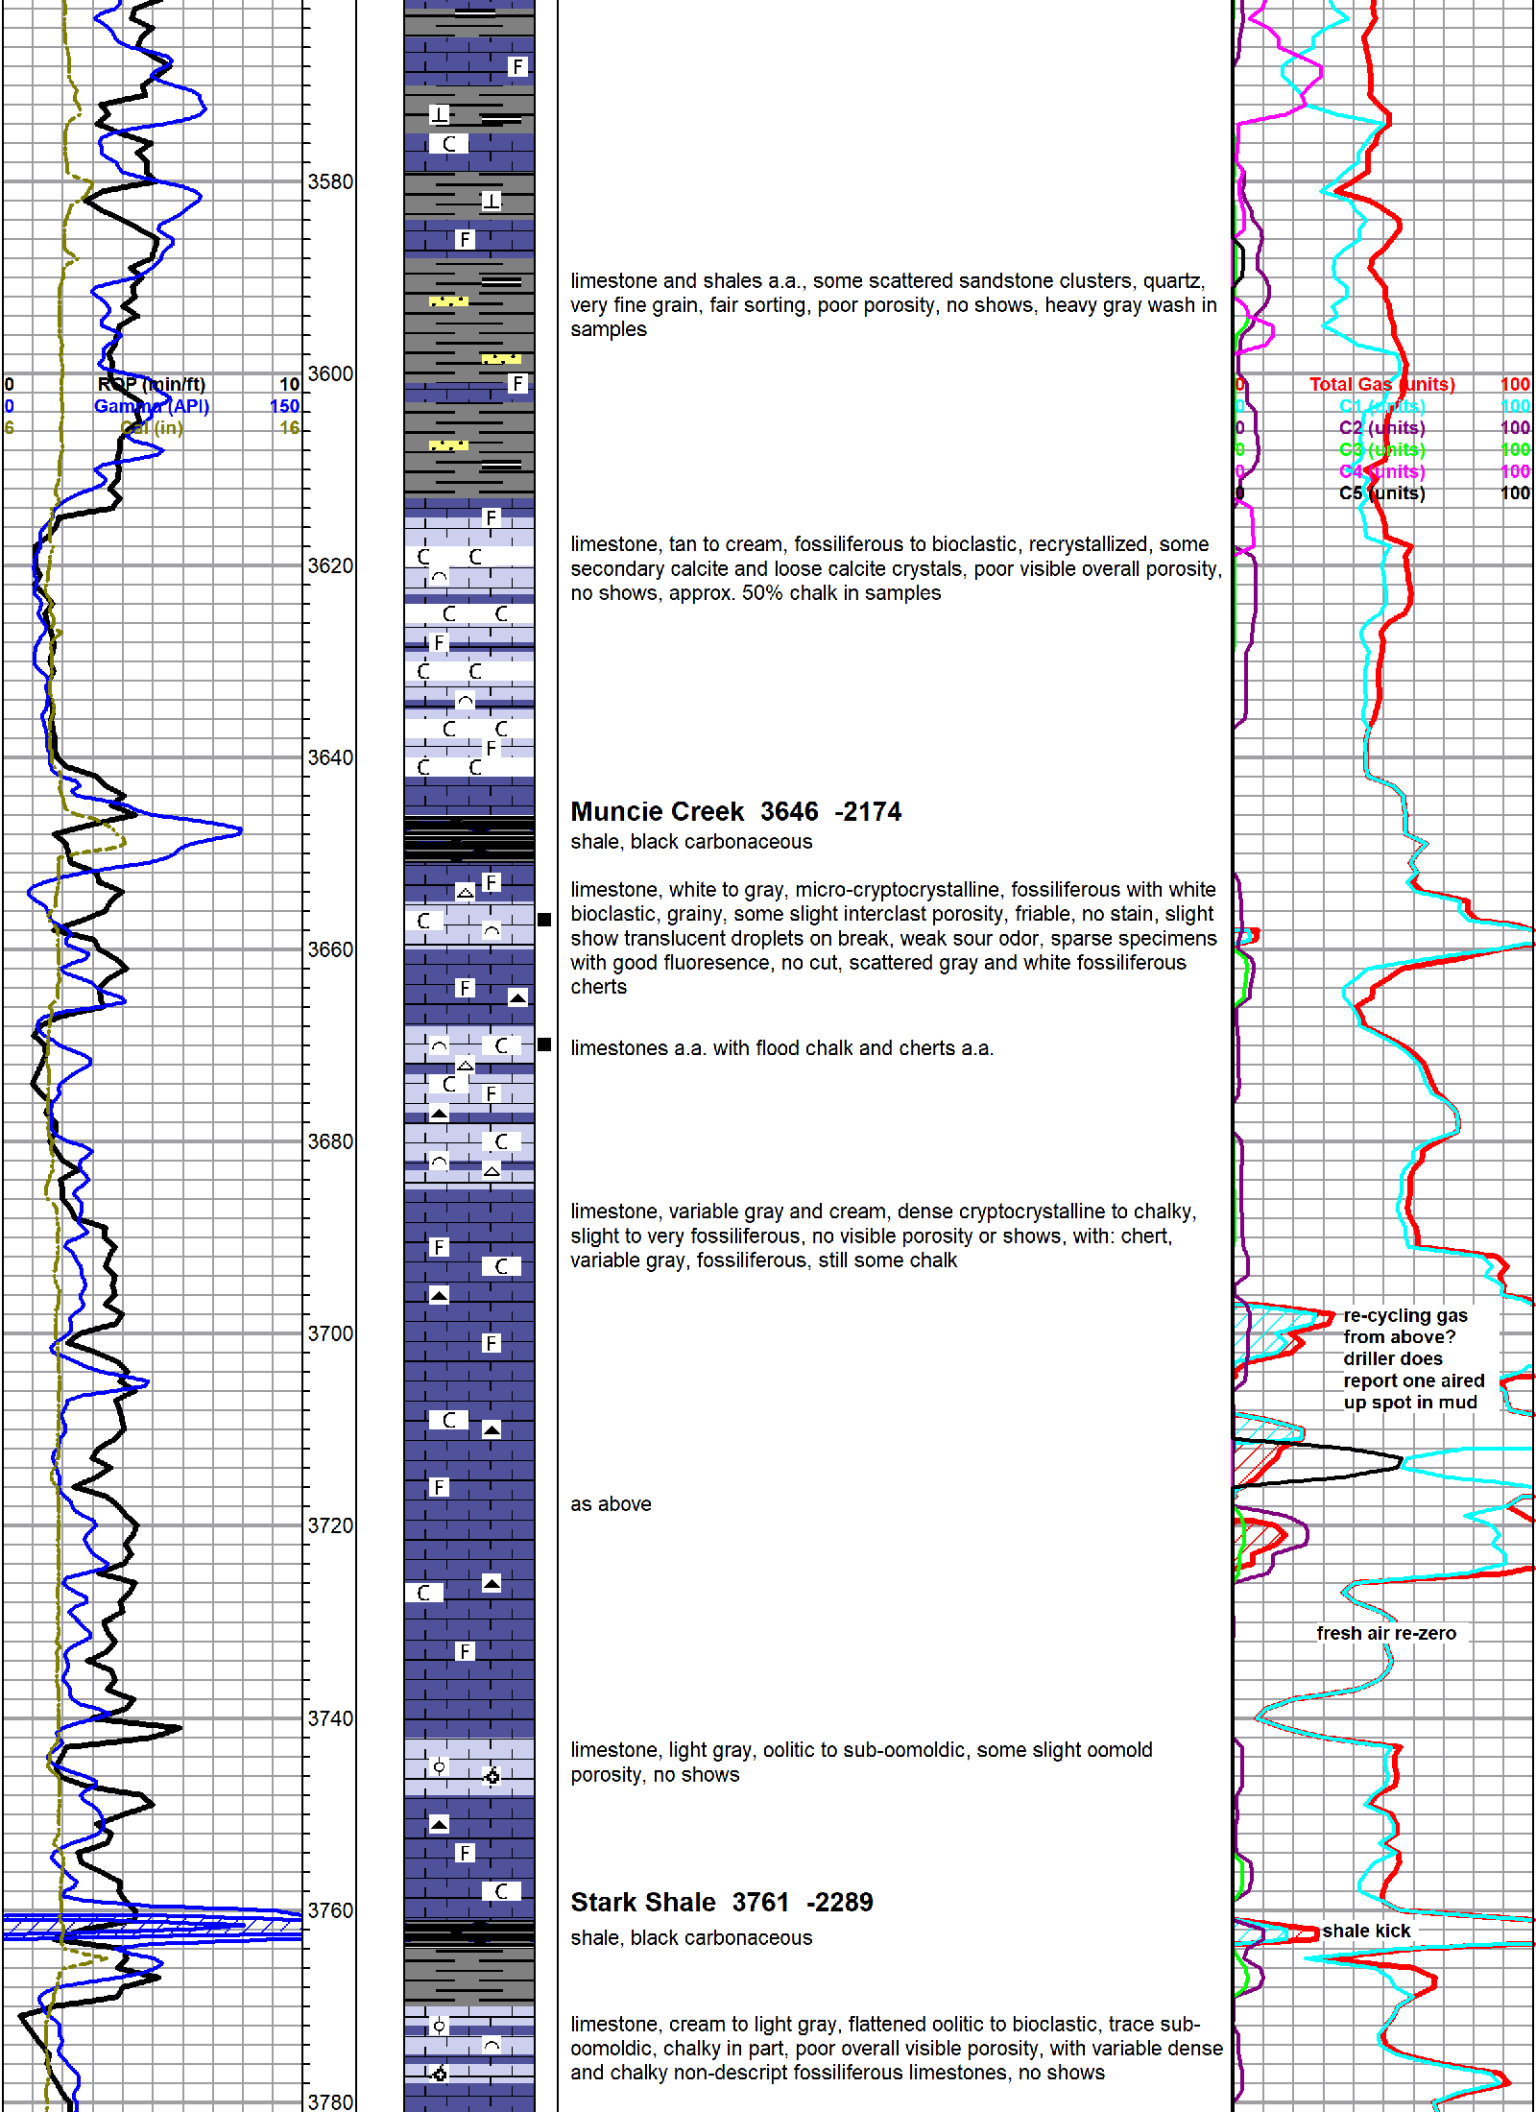 F
C
3580
F
limestone and shales a.a., some scattered sandstone clusters, quartz,
very fine grain, fair sorting, poor porosity, no shows, heavy gray wash in
samples
3600
F
0 ROP (min/ft) 10
0 Gamma (API) 150
6 Cal (in) 16
0 Total Gas (units) 100
0 C1 (units) 100
0 C2 (units) 100
0 C3 (units) 100
0 C4 (units) 100
0 C5 (units) 100
F
limestone, tan to cream, fossiliferous to bioclastic, recrystallized, some
secondary calcite and loose calcite crystals, poor visible overall porosity,
no shows, approx. 50% chalk in samples
C C
3620
C C
F
C C
C C
F
3640
C C
Muncie Creek 3646 -2174
shale, black carbonaceous
F
limestone, white to gray, micro-cryptocrystalline, fossiliferous with white
bioclastic, grainy, some slight interclast porosity, friable, no stain, slight
show translucent droplets on break, weak sour odor, sparse specimens
with good fluoresence, no cut, scattered gray and white fossiliferous
cherts
C
3660
F
C
limestones a.a. with flood chalk and cherts a.a.
C
F
3680
C
limestone, variable gray and cream, dense cryptocrystalline to chalky,
slight to very fossiliferous, no visible porosity or shows, with: chert,
variable gray, fossiliferous, still some chalk
F
C
re-cycling gas
from above?
driller does
report one aired
up spot in mud
3700
F
C
F
as above
3720
C
fresh air re-zero
F
3740
limestone, light gray, oolitic to sub-oomoldic, some slight oomold
porosity, no shows
F
C
Stark Shale 3761 -2289
3760
shale, black carbonaceous
shale kick
limestone, cream to light gray, flattened oolitic to bioclastic, trace sub-
oomoldic, chalky in part, poor overall visible porosity, with variable dense
and chalky non-descript fossiliferous limestones, no shows
3780